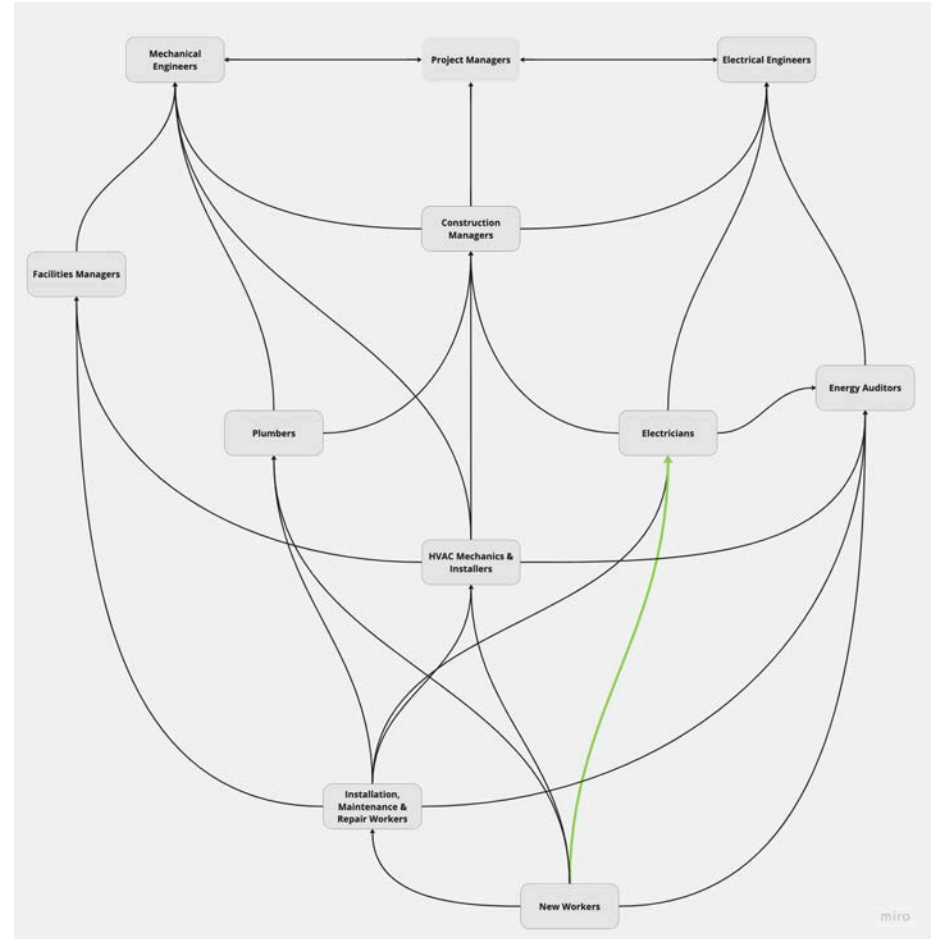 Mechanical
Engineers
Project Managers
Electrical Engineers
Construction
Managers
Facilities Managers
Energy Auditors
Plumbers
Electricians
HVAC Mechanics &
Installers
Installation,
Maintenance &
Repair Workers
New Workers
miro